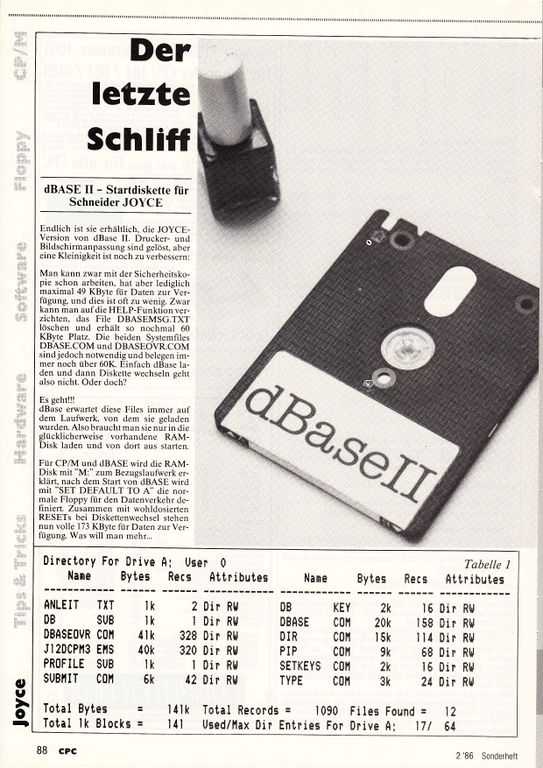 Der
letzte
Schliff
dBASE II – Startdiskette für
Schneider JOYCE
Endlich ist sie erhältlich, die JOYCE-
Version von dBase II. Drucker- und
Bildschirmanpassung sind gelöst, aber
eine Kleinigkeit ist noch zu verbessern:
Man kann zwar mit der Sicherheitsko-
pie schon arbeiten, hat aber lediglich
maximal 49 KByte für Daten zur Ver-
fügung, und dies ist oft zu wenig. Zwar
kann man auf die HELP-Funktion ver-
zichten, das File DBASEMSG.TXT
löschen und erhält so nochmal 60
KByte Platz. Die beiden Systemfiles
DBASE.COM und DBASEOVR.COM
sind jedoch notwendig und belegen im-
mer noch über 60K. Einfach dBase la-
den und dann Diskette wechseln geht
also nicht. Oder doch?
Es geht!!!
dBase erwartet diese Files immer auf
dem Laufwerk, von dem sie geladen
wurden. Also braucht man sie nur in die
glücklicherweise vorhandene RAM-
Disk laden und von dort aus starten.
Für CP/M und dBASE wird die RAM-
Disk mit "M:" zum Bezugslaufwerk er-
klärt, nach dem Start von dBASE wird
mit "SET DEFAULT TO A" die nor-
male Floppy für den Datenverkehr de-
finiert. Zusammen mit wohldosierten
RESETs bei Diskettenwechsel stehen
nun volle 173 KByte für Daten zur Ver-
fügung. Was will man mehr...
dBaseII
Directory For Drive A: User 0
Tabelle 1
Name Bytes Recs Attributes Name Bytes Recs Attributes
ANLEIT TXT 1k 2 Dir RW DB KEY 2k 16 Dir RW
DB SUB 1k 1 Dir RW DBASE COM 20k 158 Dir RW
DBASEOVR COM 41k 328 Dir RW DIR COM 15k 114 Dir RW
J12DCPM3 EMS 40k 320 Dir RW PIP COM 9k 68 Dir RW
PROFILE SUB 1k 1 Dir RW SETKEYS COM 2k 16 Dir RW
SUBMIT COM 6k 42 Dir RW TYPE COM 3k 24 Dir RW
Total Bytes = 141k Total Records = 1090 Files Found = 12
Total 1k Blocks = 141 Used/Max Dir Entries For Drive A: 17/ 64
Joyce Tips & Tricks Hardware Software Floppy CP/M
88 CPC
2 '86 Sonderheft